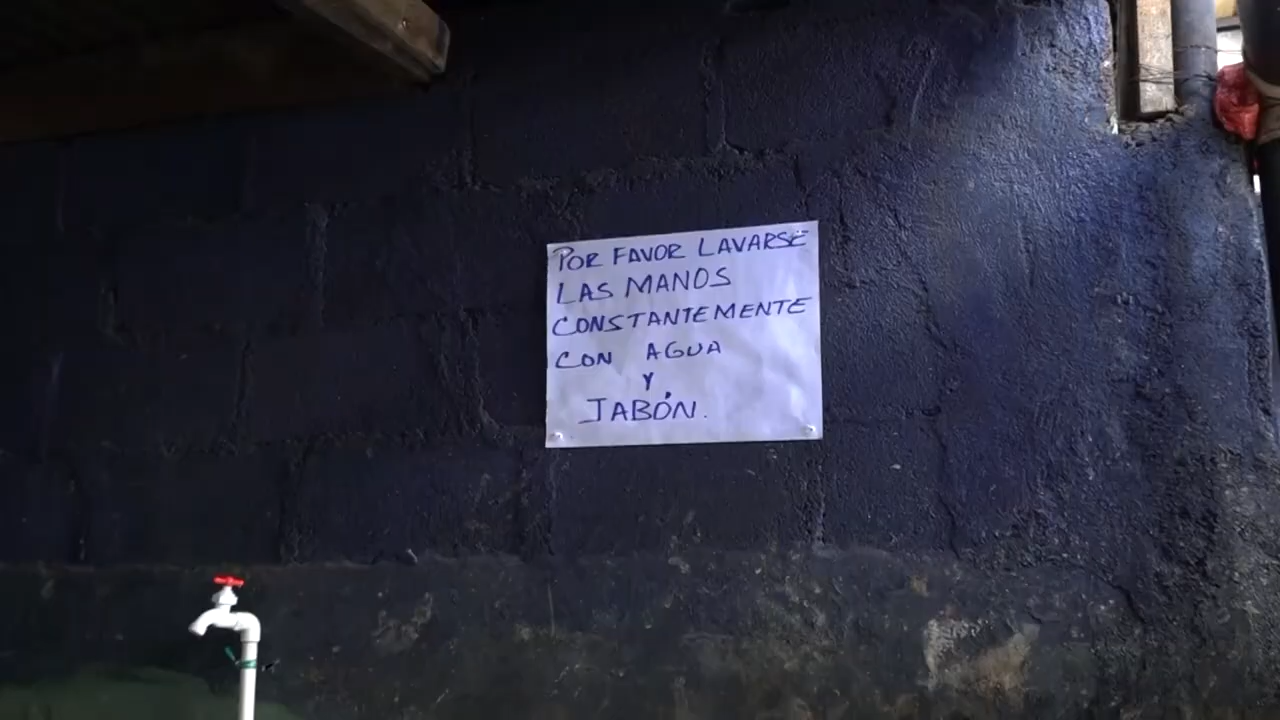 POR FAVOR LAVARSE
LAS MANOS
CONSTANTEMENTE
CON AGUA
Y
JABÓN.